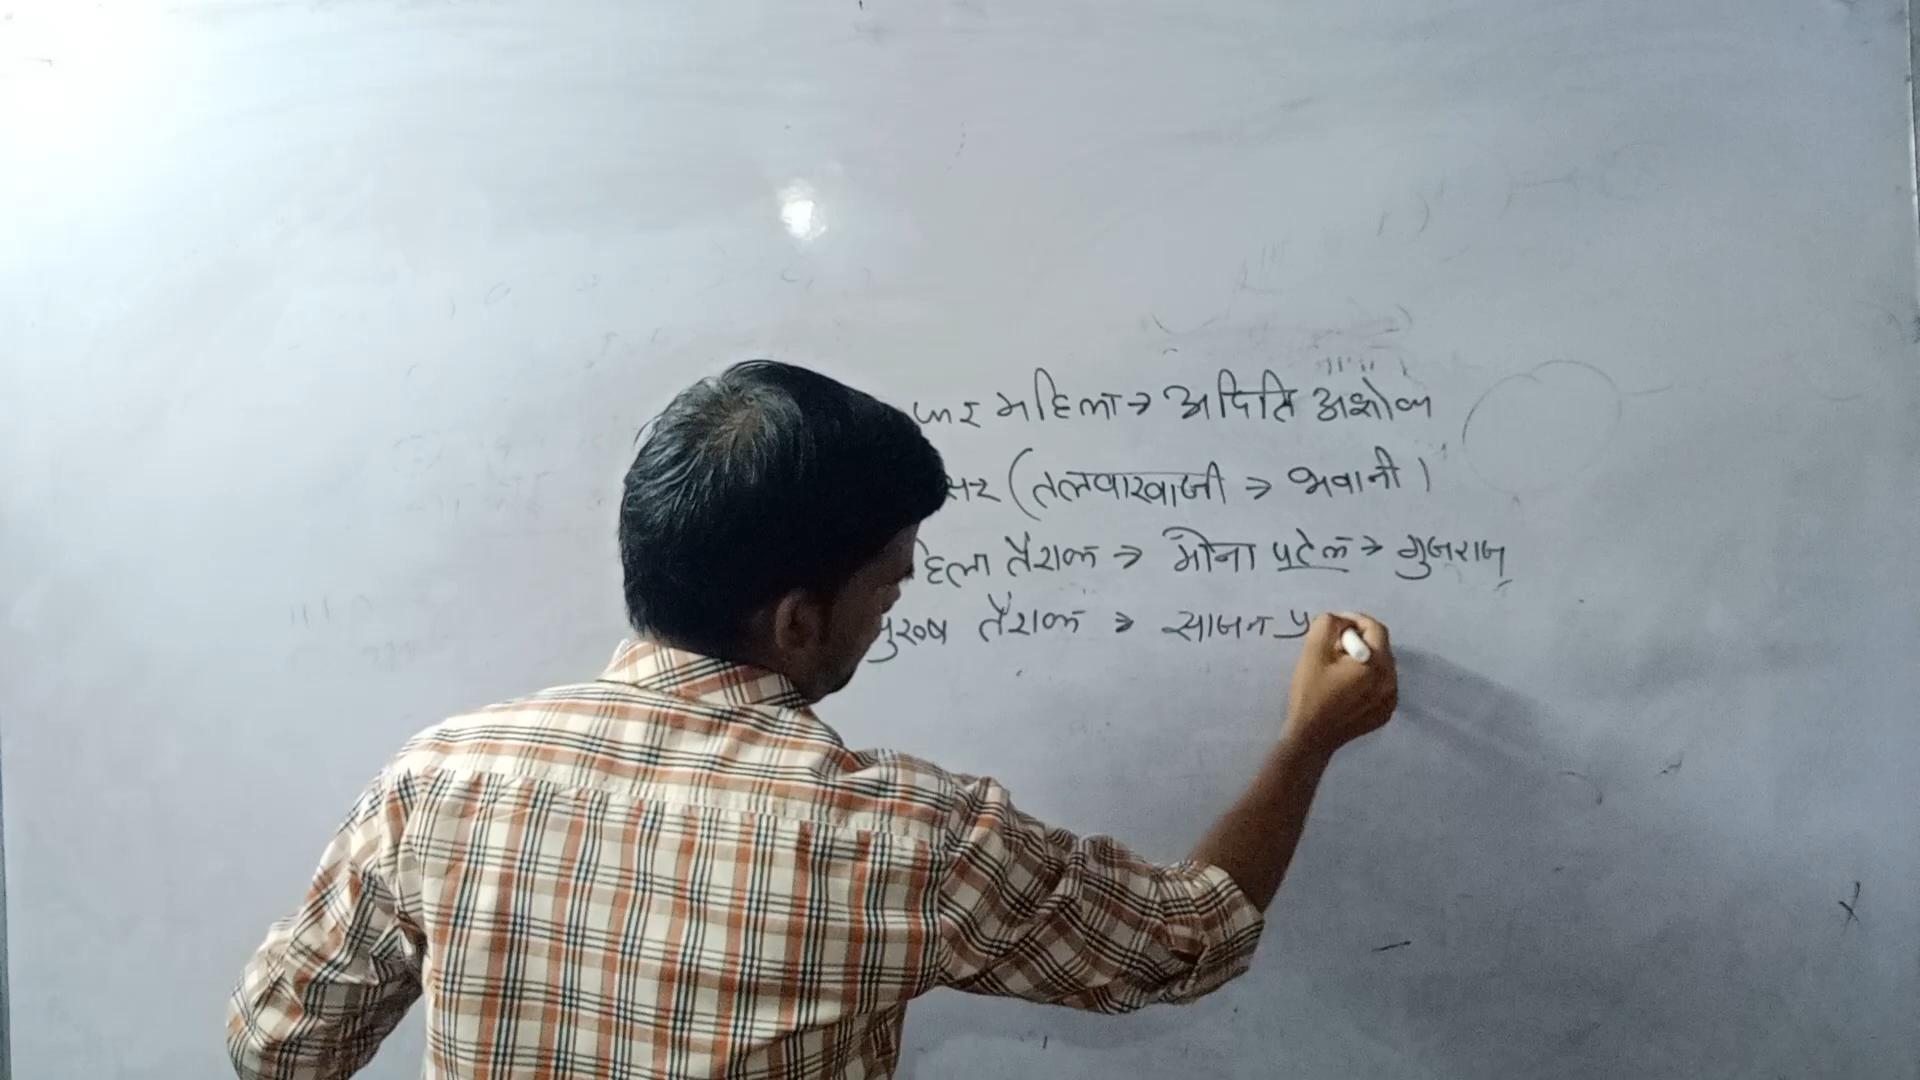 महिला → अदिति अशोक
(तलवारबाजी → भवानी)
तैराक → मोना पटेल → गुजरात
पुरुष तैराक → साजन